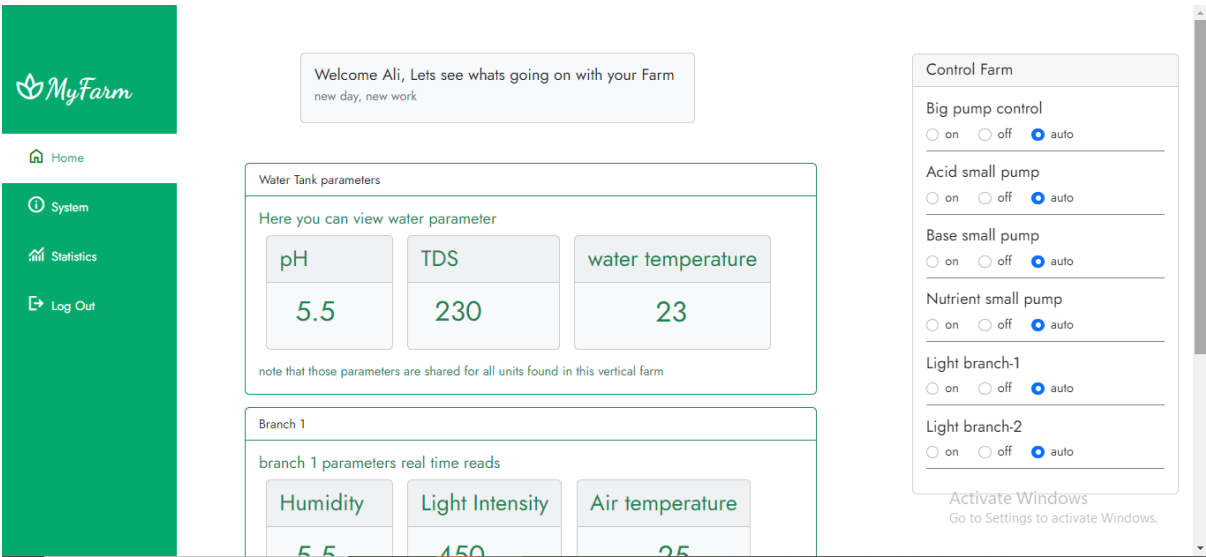 MyFarm
Home
System
Statistics
Log Out
Welcome Ali, Lets see whats going on with your Farm
new day, new work
Water Tank parameters
Here you can view water parameter
pH TDS water temperature
5.5 230 23
note that those parameters are shared for all units found in this vertical farm
Branch 1
branch 1 parameters real time reads
Humidity Light Intensity Air temperature
5.5 450 25
Control Farm
Big pump control
on off auto
Acid small pump
on off auto
Base small pump
on off auto
Nutrient small pump
on off auto
Light branch-1
on off auto
Light branch-2
on off auto
Activate Windows
Go to Settings to activate Windows.